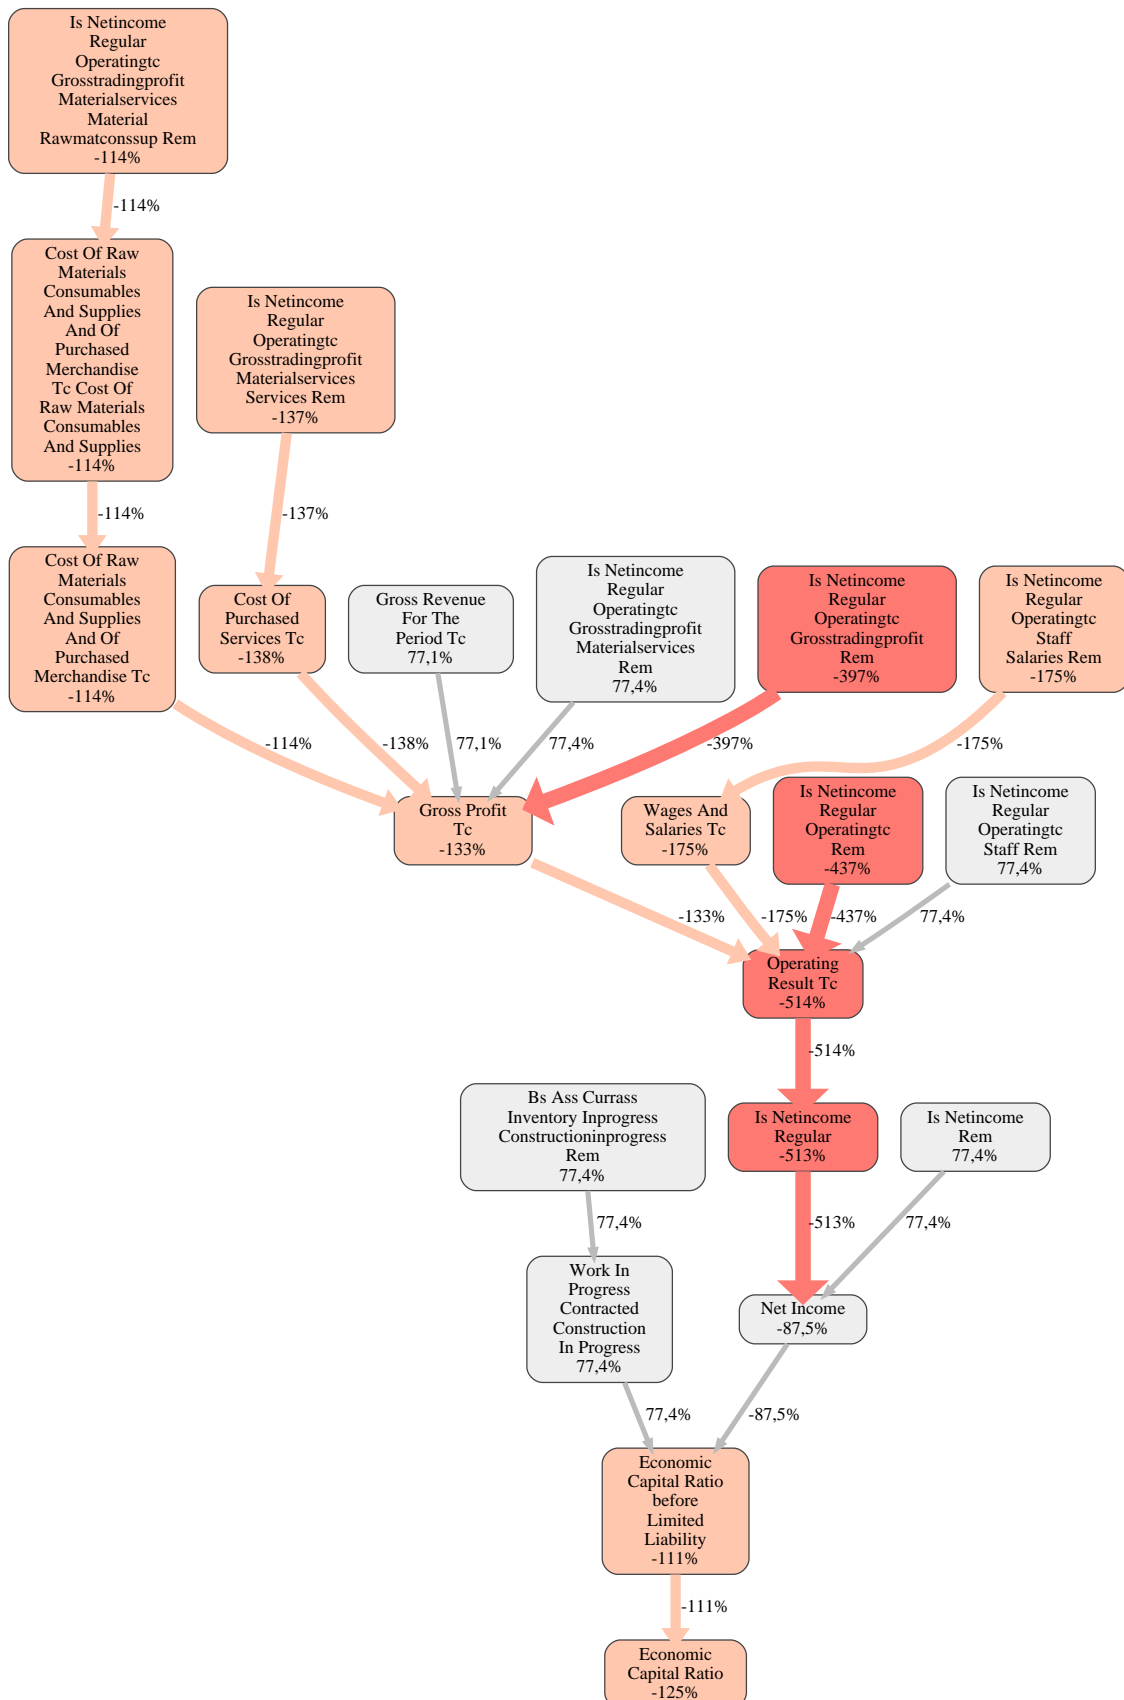 Is Netincome
Regular
Operatingtc
Grosstradingprofit
Materialservices
Material
Rawmatconssup Rem
-114%
-114%
Cost Of Raw
Materials
Consumables
And Supplies
And Of
Purchased
Merchandise
Tc Cost Of
Raw Materials
Consumables
And Supplies
-114%
Is Netincome
Regular
Operatingtc
Grosstradingprofit
Materialservices
Services Rem
-137%
-114%
-137%
Cost Of Raw
Materials
Consumables
And Supplies
And Of
Purchased
Merchandise Tc
-114%
Cost Of
Purchased
Services Tc
-138%
Gross Revenue
For The
Period Tc
77,1%
Is Netincome
Regular
Operatingtc
Grosstradingprofit
Materialservices
Rem
77,4%
Is Netincome
Regular
Operatingtc
Grosstradingprofit
Rem
-397%
Is Netincome
Regular
Operatingtc
Staff
Salaries Rem
-175%
-114%
-138%
77,1%
77,4%
-397%
-175%
Gross Profit
Tc
-133%
Wages And
Salaries Tc
-175%
Is Netincome
Regular
Operatingtc
Rem
-437%
Is Netincome
Regular
Operatingtc
Staff Rem
77,4%
-133%
-175%
-437%
77,4%
Operating
Result Tc
-514%
-514%
Bs Ass Currass
Inventory Inprogress
Constructioninprogress
Rem
77,4%
Is Netincome
Regular
-513%
Is Netincome
Rem
77,4%
77,4%
-513%
77,4%
Work In
Progress
Contracted
Construction
In Progress
77,4%
Net Income
-87,5%
77,4%
-87,5%
Economic
Capital Ratio
before
Limited
Liability
-111%
-111%
Economic
Capital Ratio
-125%